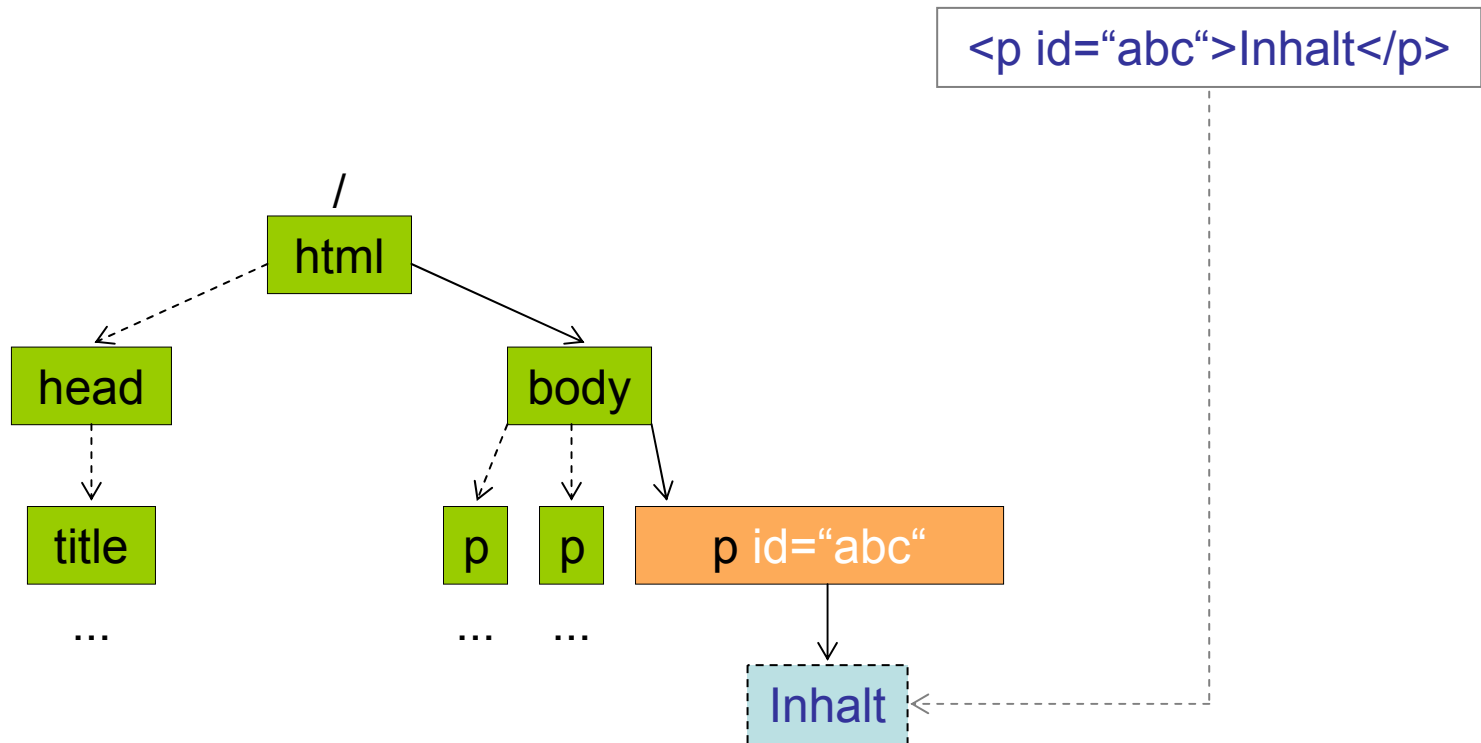 <p id=“abc“>Inhalt</p>
/
html
head
body
title
p
p
p id=“abc“
...
...
...
Inhalt